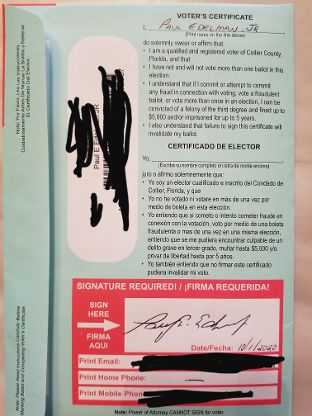 VOTER'S CERTIFICATE
I, PAUL EDELMAN, JR
(Print name on the line above)
do solemnly swear or affirm that:
• I am a qualified and registered voter of Collier County,
Florida, and that
• I have not and will not vote more than one ballot in this
election.
• I understand that if I commit or attempt to commit
any fraud in connection with voting, vote a fraudulent
ballot, or vote more than once in an election, I can be
convicted of a felony of the third degree and fined up to
$5,000 and/or imprisoned for up to 5 years.
• I also understand that failure to sign this certificate will
invalidate my ballot.
CERTIFICADO DE ELECTOR
Yo,
(Escriba su nombre completo en letra de molde encima)
juro o afirmo solemnemente que:
• Yo soy un elector cualificado e inscrito del Condado de
Collier, Florida, y que
• Yo no he votado ni votaré en más de una vez por
medio de boleta en esta elección.
• Yo entiendo que si cometo o intento cometer fraude en
conexión con la votación, voto por medio de una boleta
fraudulenta o mas de una vez en una misma elección,
entiendo que se me pudiera encontrar culpable de un
delito grave en tercer grado, multar hasta $5,000 y/o
privar de libertad hasta por 5 años.
• Yo también entiendo que no firmar este certificado
pudiera invalidar mi voto.
Paul E JR
SIGNATURE REQUIRED! / ¡FIRMA REQUERIDA!
SIGN
HERE
FIRMA
AQUI
Date/Fecha: 10/1/2020
Print Email:
Print Home Phone:
Print Mobile Phone:
Note: Power of Attorney CANNOT SIGN for voter.